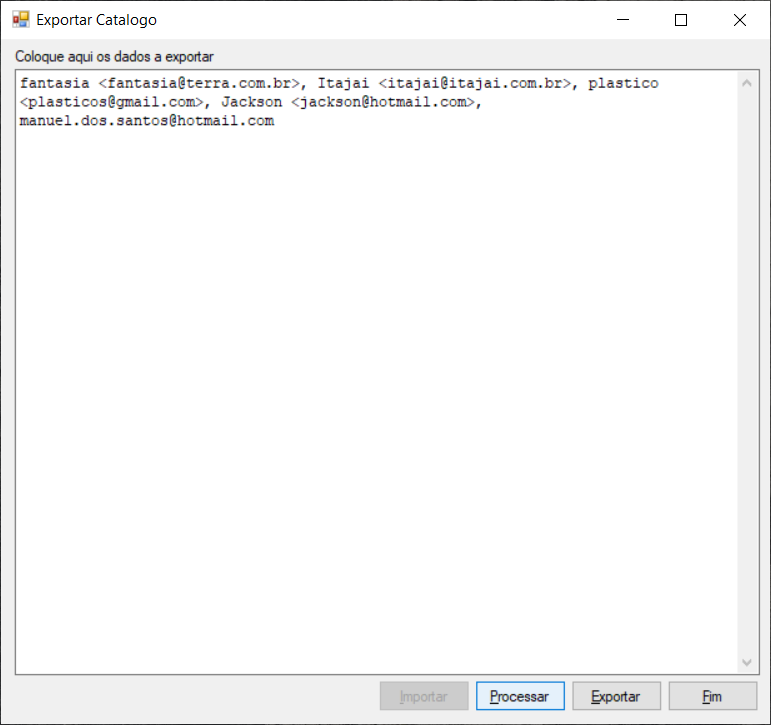 Exportar Catalogo
Coloque aqui os dados a exportar
fantasia <fantasia@terra.com.br>, Itajai <itajai@itajai.com.br>, plastico
<plasticos@gmail.com>, Jackson <jackson@hotmail.com>,
manuel.dos.santos@hotmail.com
Importar Processar Exportar Fim